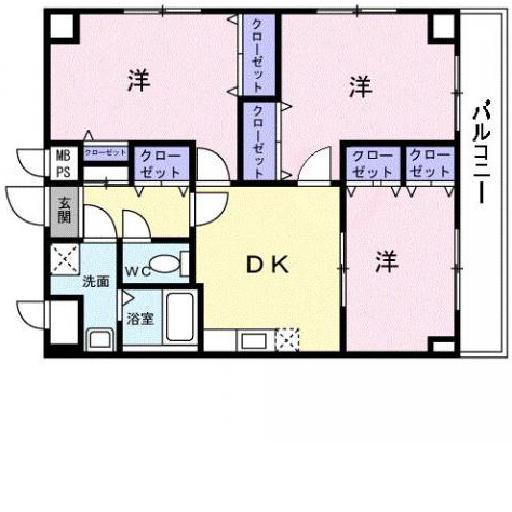 洋
クローゼット
洋
バルコニー
クローゼット
MB
PS
クローゼット
クロー
ゼット
クロー
ゼット
クロー
ゼット
玄関
DK
洋
WC
洗面
浴室